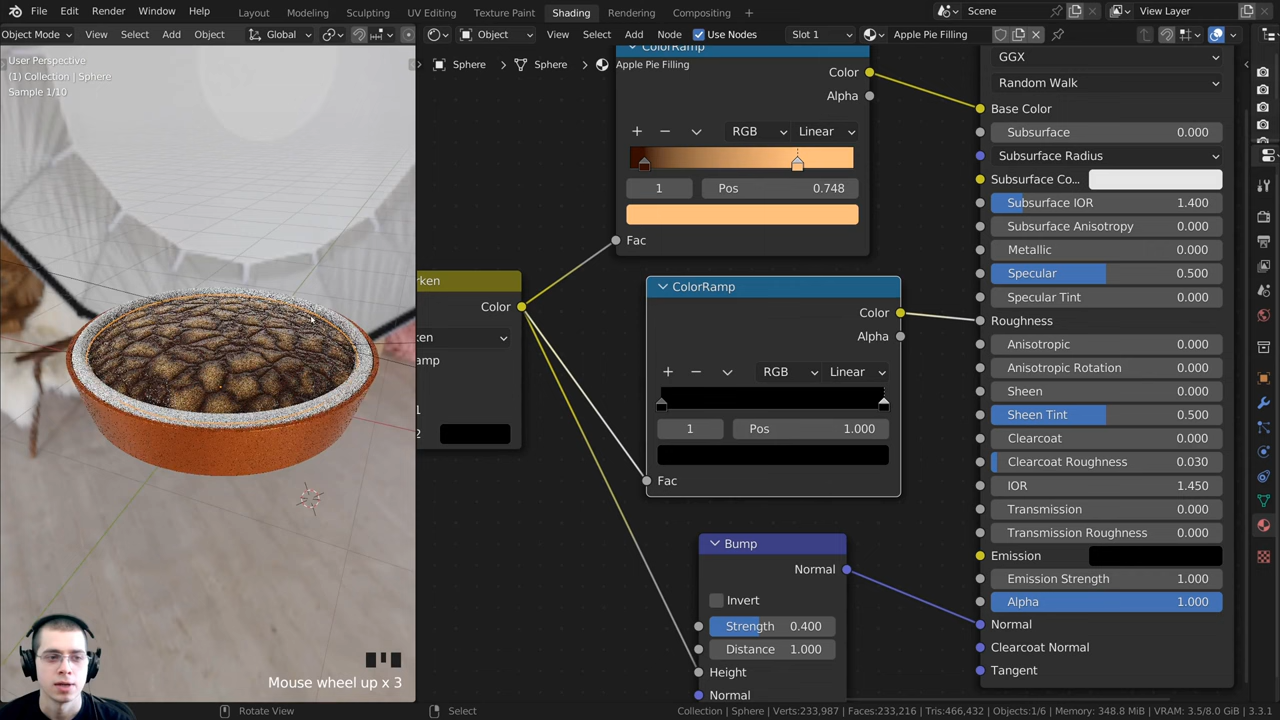 File Edit Render Window Help Layout Modeling Sculpting UV Editing Texture Paint Shading Rendering Compositing Scene View Layer
Object Mode View Select Add Object Global Object View Select Add Node Use Nodes Slot 1 Apple Pie Filling
User Perspective
(1) Collection | Sphere
Sample 1/10
Sphere Sphere Apple Pie Filling
ColorRamp
Color
Alpha
RGB Linear
1 Pos 0.748
Fac
ColorRamp
Color
Alpha
RGB Linear
1 Pos 1.000
Fac
rken
Color
ken
amp
1
2
Bump
Normal
Invert
Strength 0.400
Distance 1.000
Height
Normal
GGX
Random Walk
Base Color
Subsurface 0.000
Subsurface Radius
Subsurface Co...
Subsurface IOR 1.400
Subsurface Anisotropy 0.000
Metallic 0.000
Specular 0.500
Specular Tint 0.000
Roughness
Anisotropic 0.000
Anisotropic Rotation 0.000
Sheen 0.000
Sheen Tint 0.500
Clearcoat 0.000
Clearcoat Roughness 0.030
IOR 1.450
Transmission 0.000
Transmission Roughness 0.000
Emission
Emission Strength 1.000
Alpha 1.000
Normal
Clearcoat Normal
Tangent
Mouse wheel up x 3
Rotate View Select Collection | Sphere | Verts:233,987 | Faces:233,216 | Tris:466,432 | Objects:1/6 | Memory: 348.8 MiB | VRAM: 3.5/8.0 GiB | 3.3.1